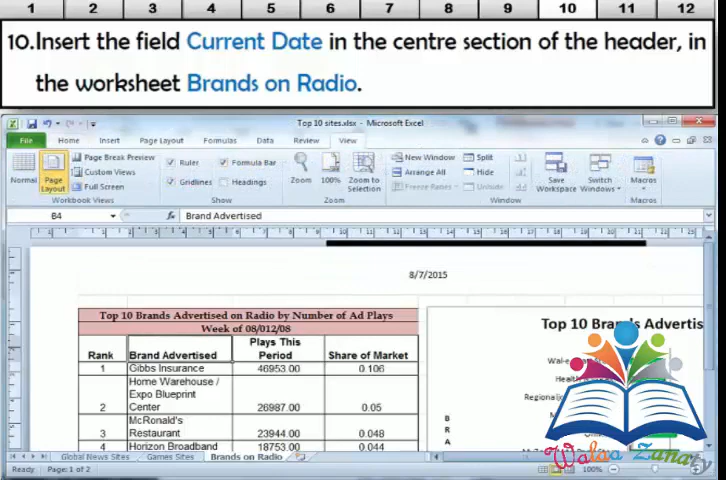 1 2 3 4 5 6 7 8 9 10 11 12
10.Insert the field Current Date in the centre section of the header, in
the worksheet Brands on Radio.
Top 10 sites.xlsx - Microsoft Excel
File Home Insert Page Layout Formulas Data Review View
Normal
Page
Layout
Page Break Preview
Custom Views
Full Screen
Workbook Views
Ruler
Formula Bar
Gridlines
Headings
Show
Zoom
100%
Zoom to
Selection
Zoom
New Window
Arrange All
Freeze Panes
Split
Hide
Unhide
Window
Save
Workspace
Switch
Windows
Macros
Macros
B4
fx
Brand Advertised
8/7/2015
Top 10 Brands Advertised on Radio by Number of Ad Plays
Week of 08/012/08
Rank Brand Advertised Plays This Period Share of Market
1 Gibbs Insurance 46953.00 0.106
Home Warehouse /
Expo Blueprint
2 Center 26987.00 0.05
McRonald's
3 Restaurant 23944.00 0.048
4 Horizon Broadband 18753.00 0.044
Top 10 Brands Advertis
B
R
A
Walaa Zanaty
Global News Sites Games Sites Brands on Radio
Ready Page: 1 of 2 100%